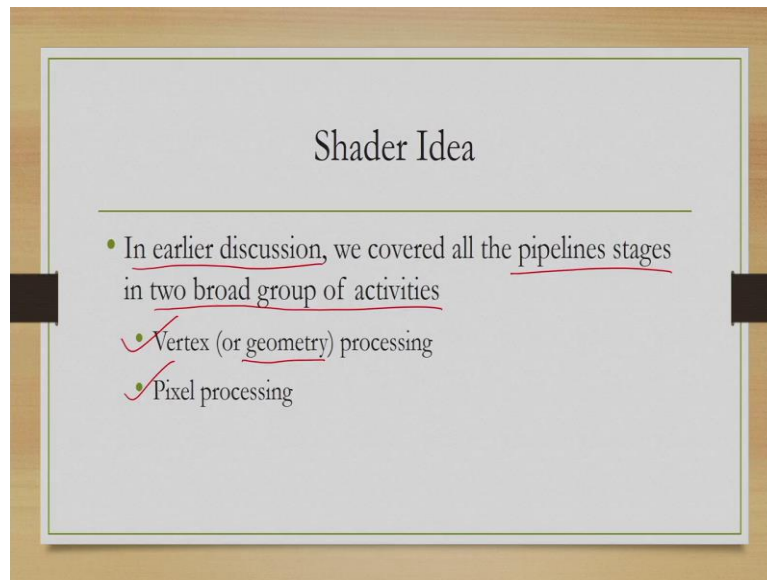 Shader Idea
• In earlier discussion, we covered all the pipelines stages
in two broad group of activities
• Vertex (or geometry) processing
• Pixel processing